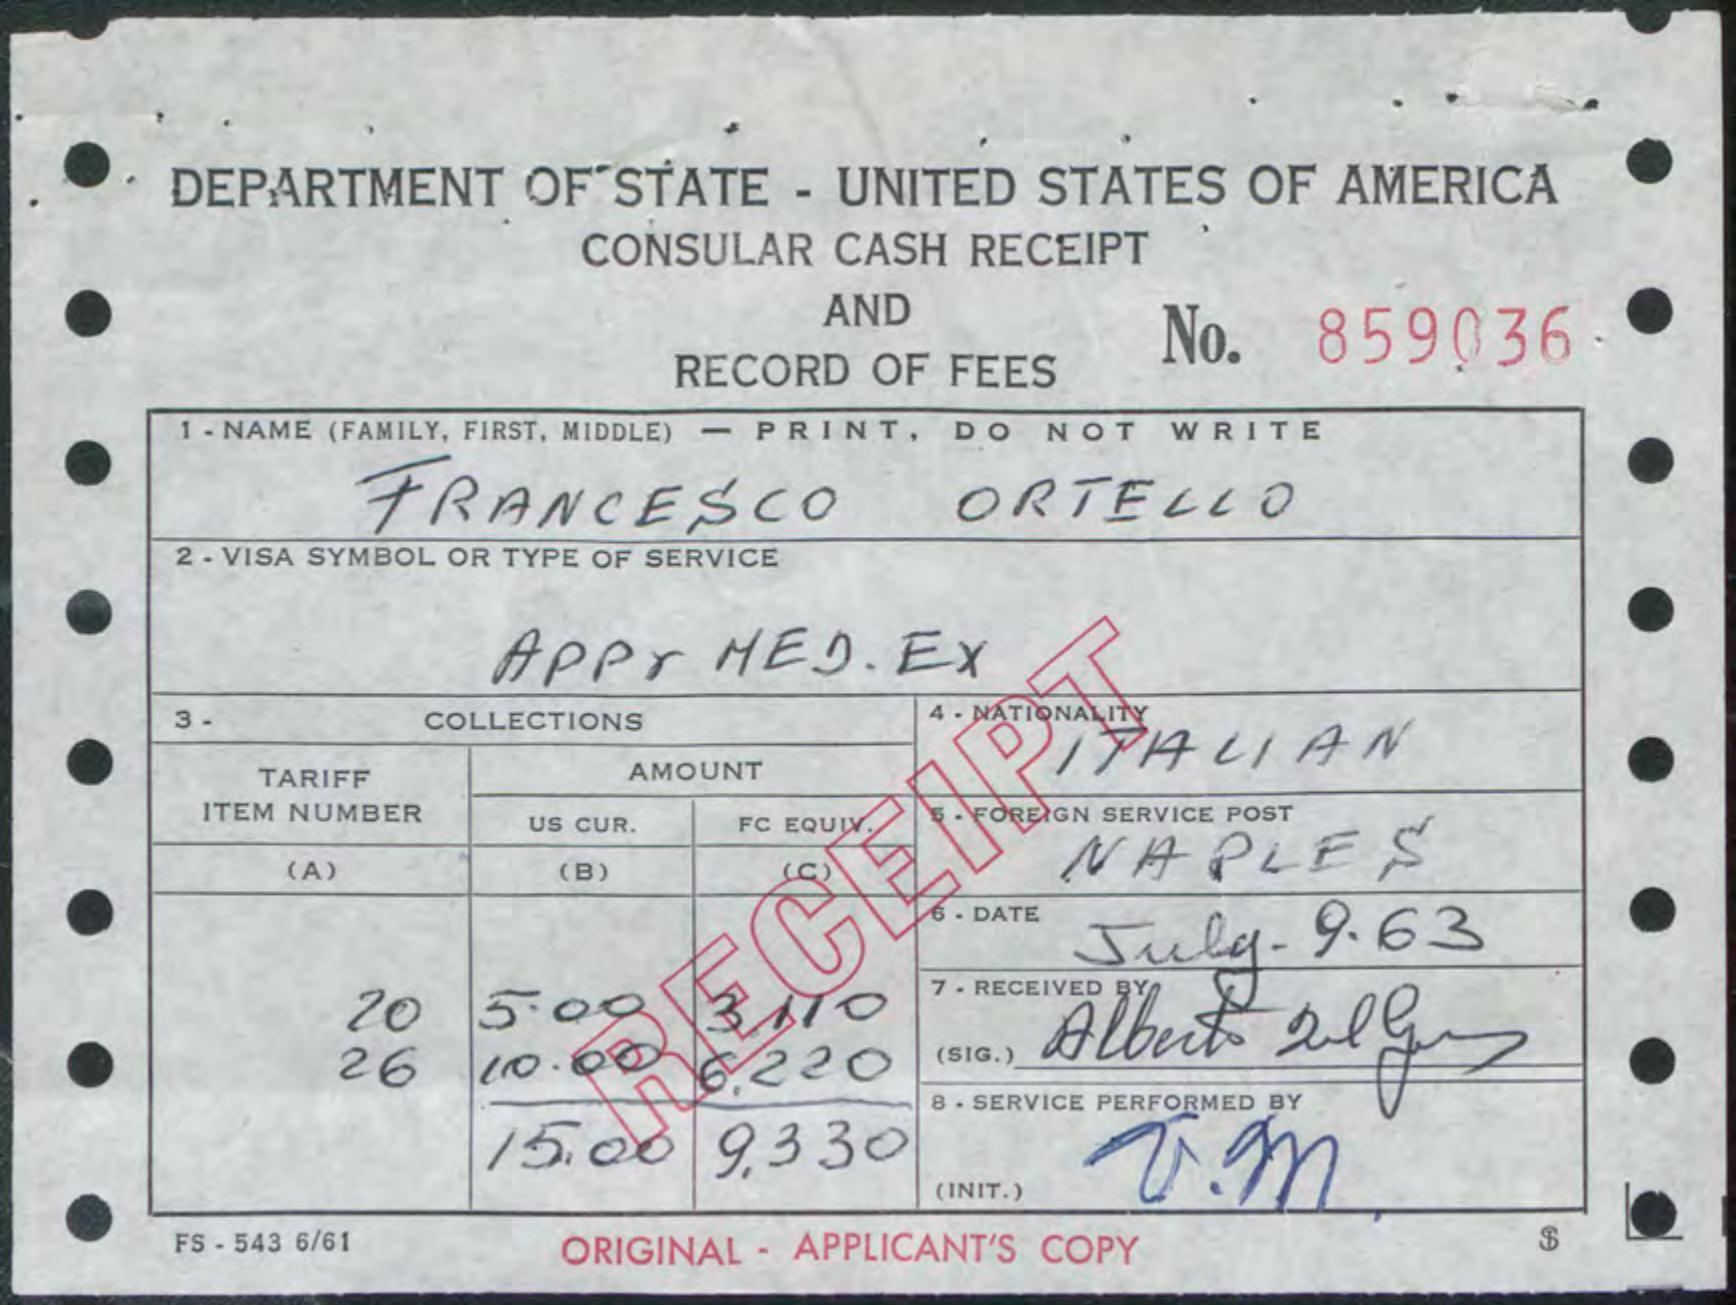 DEPARTMENT OF STATE - UNITED STATES OF AMERICA
CONSULAR CASH RECEIPT
AND
RECORD OF FEES
No. 859036
1 - NAME (FAMILY, FIRST, MIDDLE) — PRINT, DO NOT WRITE
FRANCESCO ORTELLO
2 - VISA SYMBOL OR TYPE OF SERVICE
APPY MED. EX
3 - COLLECTIONS
TARIFF
ITEM NUMBER
AMOUNT
US CUR.
FC EQUIV.
(A)
(B)
(C)
20 5.00 3,110
26 10.00 6,220
15.00 9,330
4 - NATIONALITY
ITALIAN
5 - FOREIGN SERVICE POST
NAPLES
6 - DATE
July - 9.63
7 - RECEIVED BY
(SIG.) Alberto
8 - SERVICE PERFORMED BY
(INIT.) V.M
RECEIPT
FS - 543 6/61
ORIGINAL - APPLICANT'S COPY
$